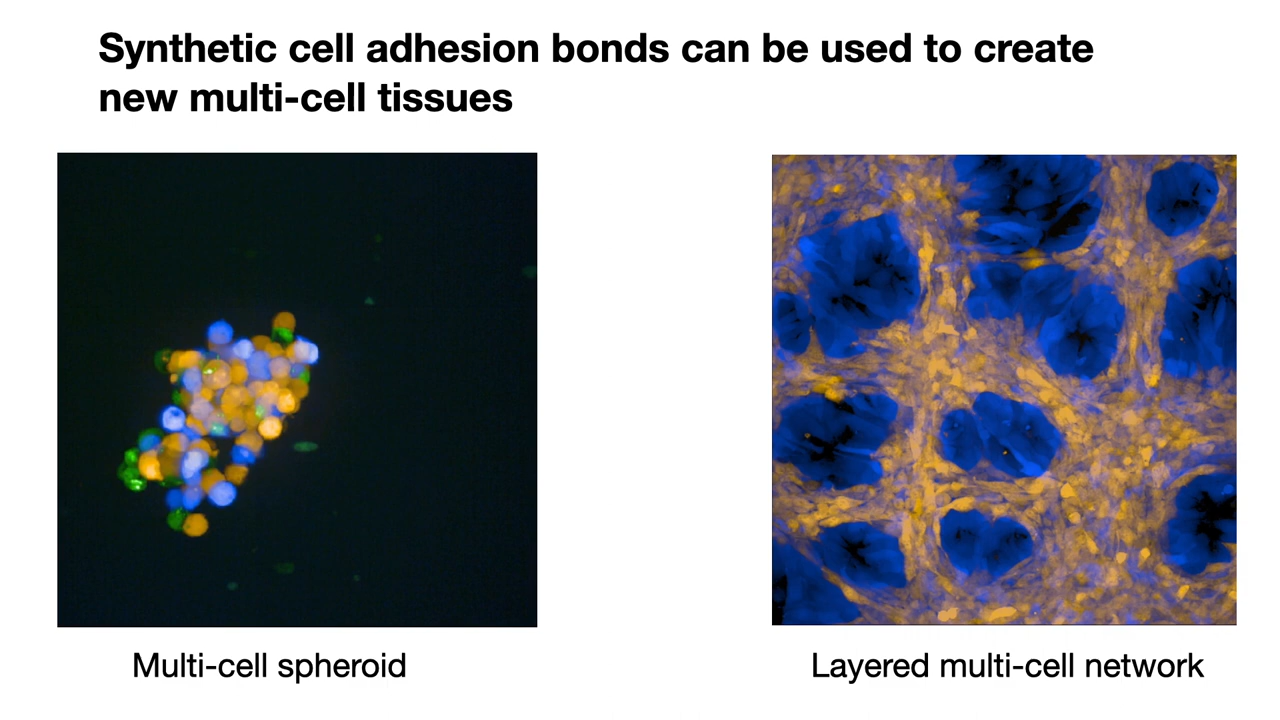 Synthetic cell adhesion bonds can be used to create
new multi-cell tissues
Multi-cell spheroid
Layered multi-cell network